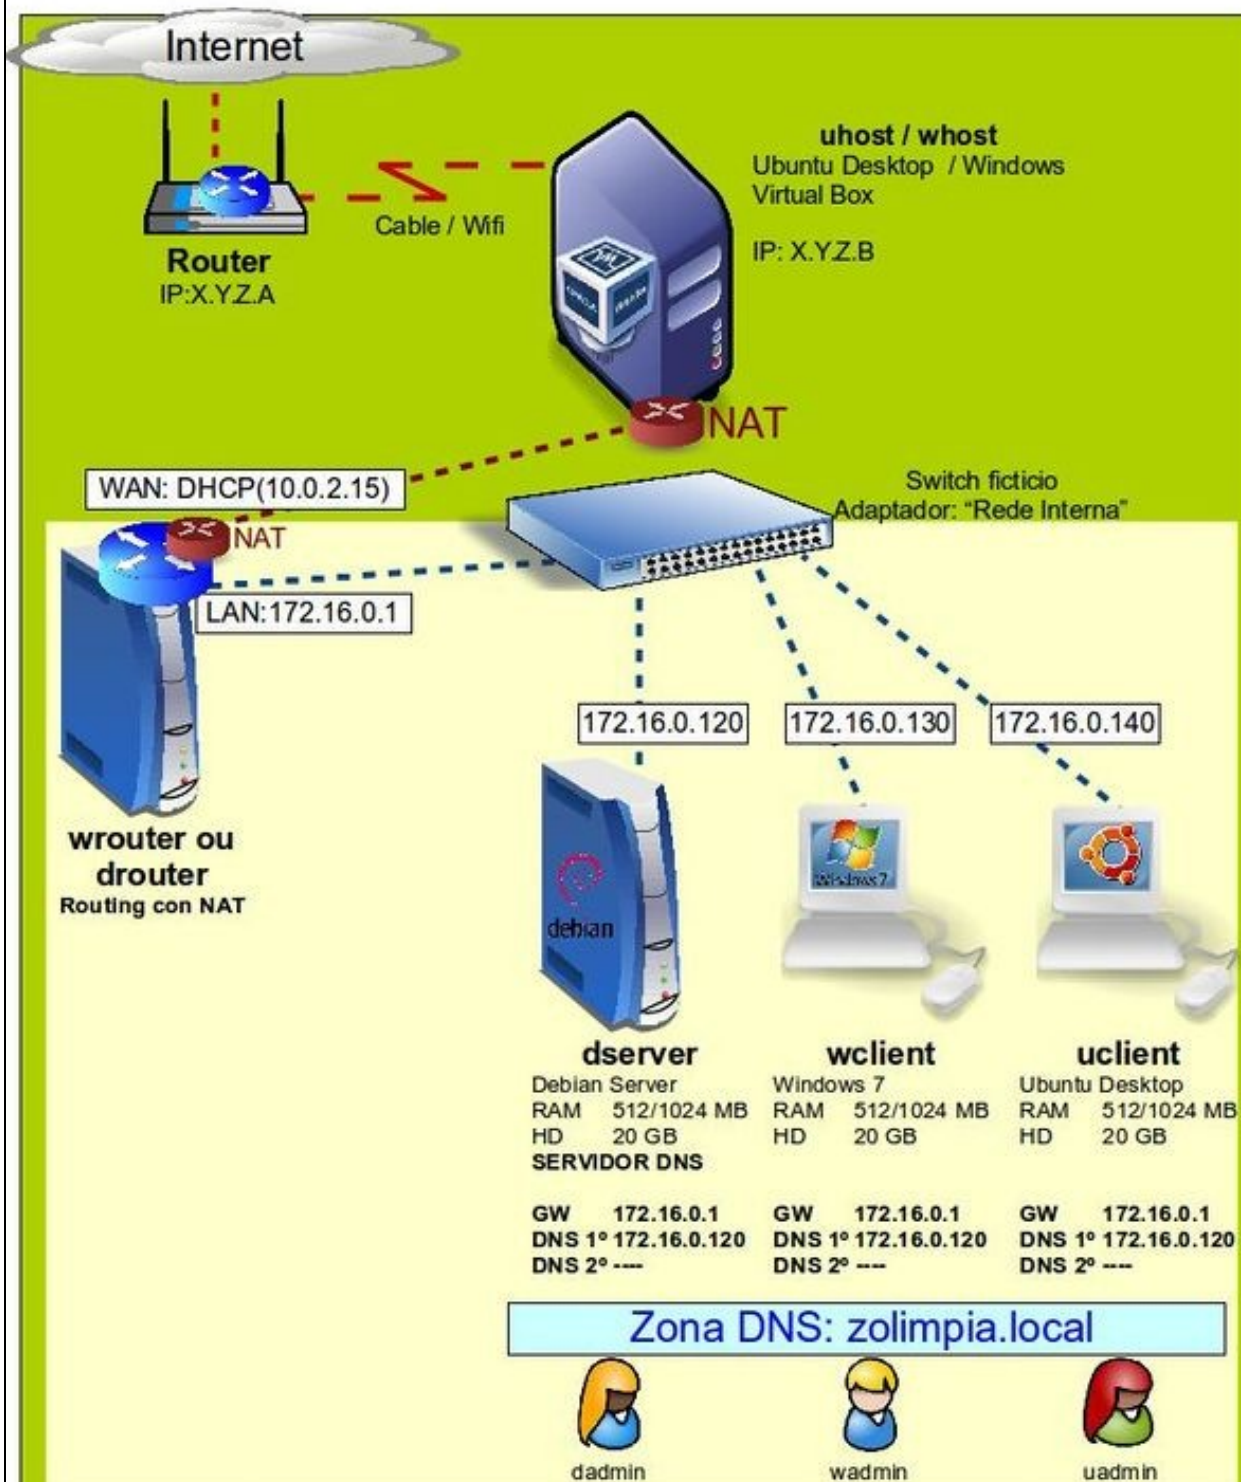 Internet
uhost / whost
Ubuntu Desktop / Windows
Virtual Box
IP: X.Y.Z.B
Cable / Wifi
Router
IP:X.Y.Z.A
NAT
WAN: DHCP(10.0.2.15)
Switch ficticio
Adaptador: “Rede Interna”
NAT
LAN:172.16.0.1
172.16.0.120
172.16.0.130
172.16.0.140
wrouter ou
drouter
Routing con NAT
debian
Windows 7
dserver
Debian Server
RAM 512/1024 MB
HD 20 GB
SERVIDOR DNS
GW 172.16.0.1
DNS 1º 172.16.0.120
DNS 2º ----
wclient
Windows 7
RAM 512/1024 MB
HD 20 GB
GW 172.16.0.1
DNS 1º 172.16.0.120
DNS 2º ----
uclient
Ubuntu Desktop
RAM 512/1024 MB
HD 20 GB
GW 172.16.0.1
DNS 1º 172.16.0.120
DNS 2º ----
Zona DNS: zolimpia.local
dadmin
wadmin
uadmin